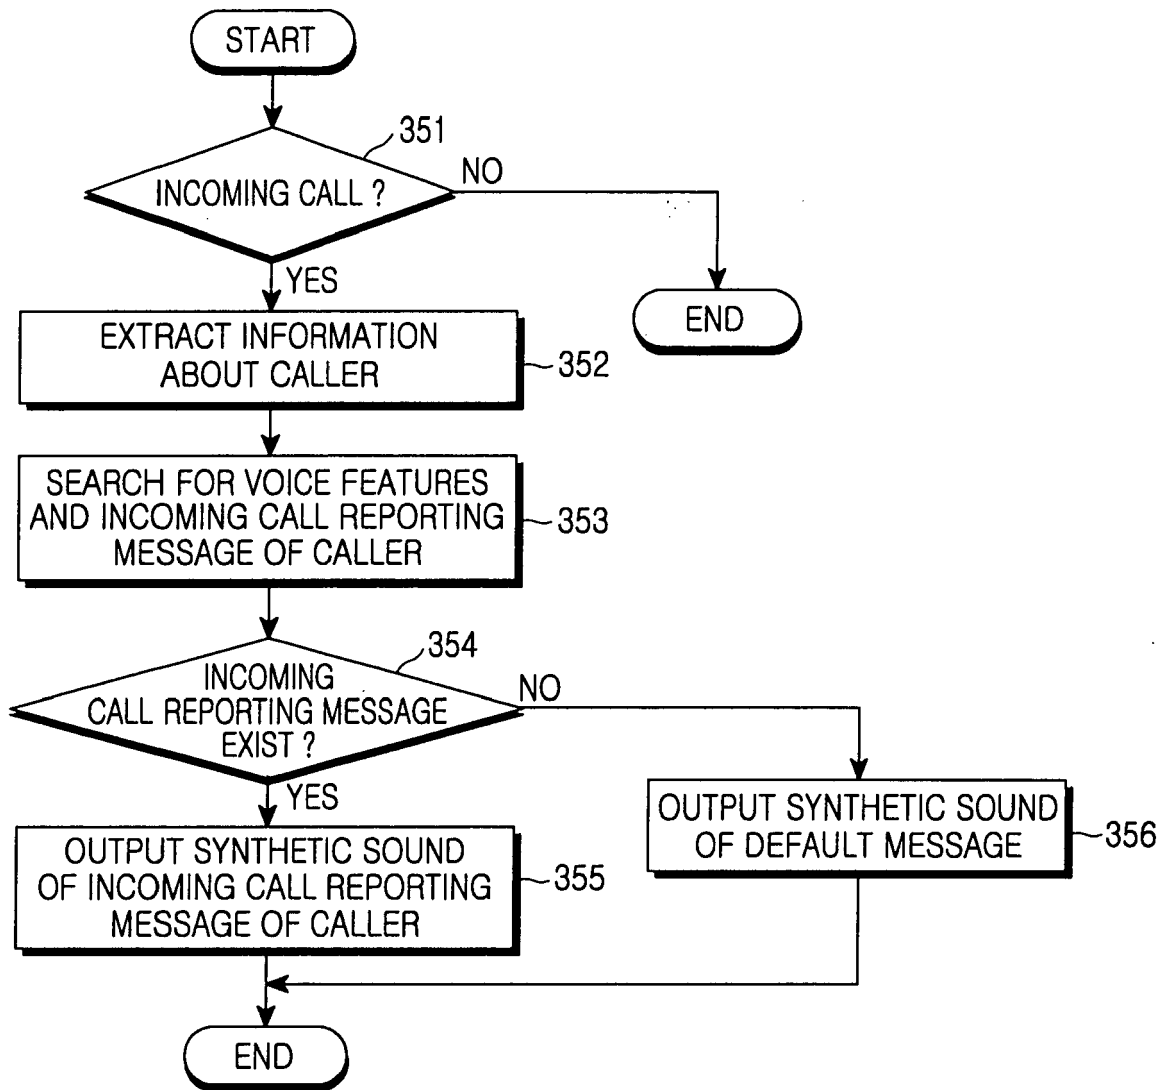 START
351
INCOMING CALL ?
NO
YES
END
EXTRACT INFORMATION
ABOUT CALLER
352
SEARCH FOR VOICE FEATURES
AND INCOMING CALL REPORTING
MESSAGE OF CALLER
353
354
INCOMING
CALL REPORTING MESSAGE
EXIST ?
NO
YES
OUTPUT SYNTHETIC SOUND
OF DEFAULT MESSAGE
356
OUTPUT SYNTHETIC SOUND
OF INCOMING CALL REPORTING
MESSAGE OF CALLER
355
END